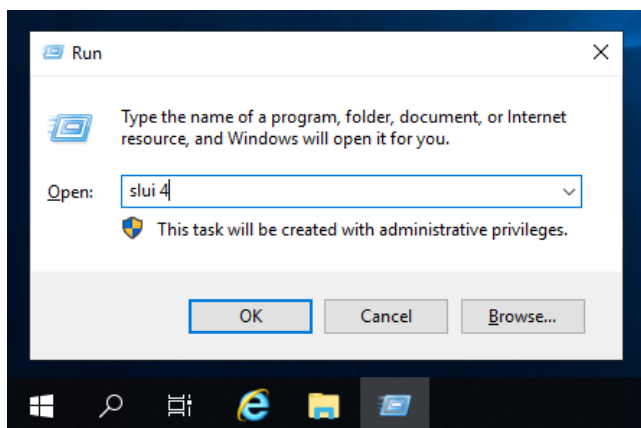 Run
Type the name of a program, folder, document, or Internet
resource, and Windows will open it for you.
Open:
slui 4
This task will be created with administrative privileges.
OK
Cancel
Browse...